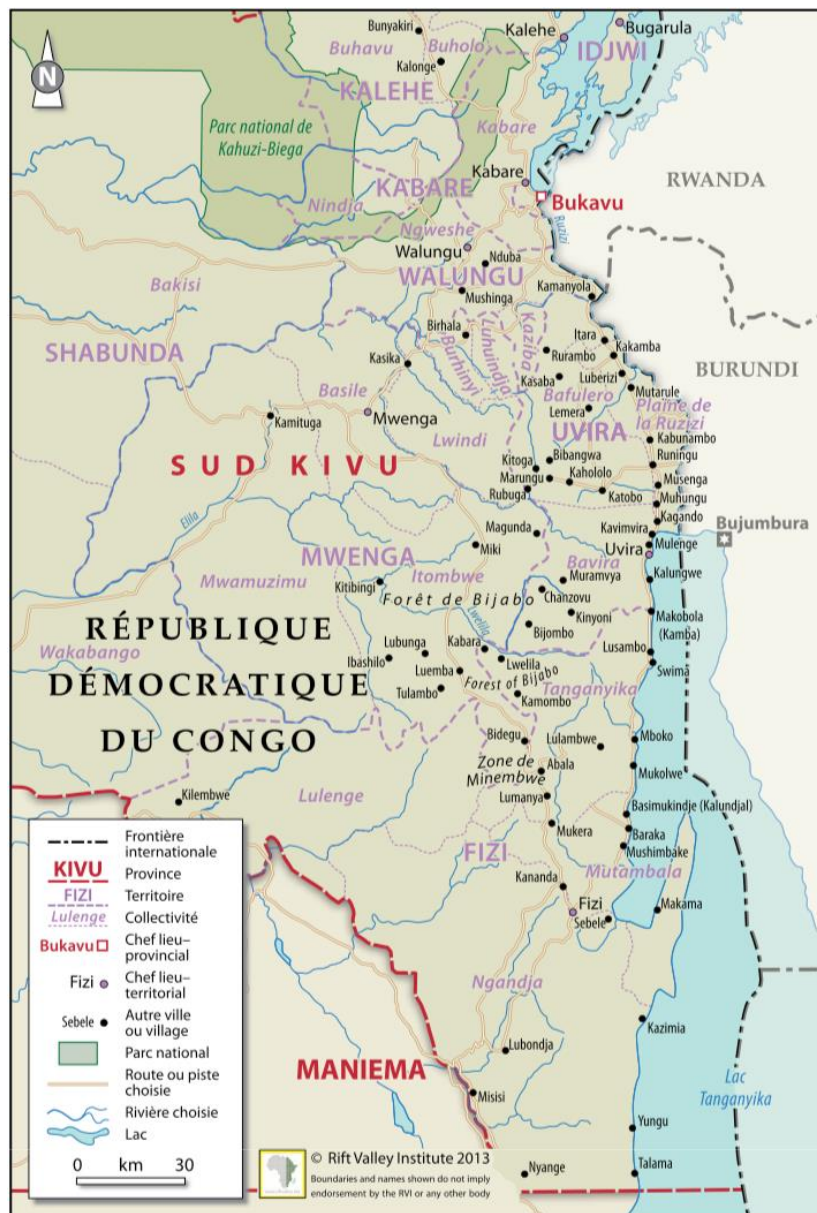 Bunyakiri
Kalehe
Bugarula
Buhavu
Buholo
IDJWI
Kalonge
N
KALEHE
Parc national de
Kahuzi-Biega
Kabare
Kabare
RWANDA
KABARE
Bukavu
Nindja
Ruzizi
Ngweshe
Walungu
Nduba
WALUNGU
Bakisi
Kamanyola
Mushinga
Birhala
Luhuindja
Kaziba
Itara
SHABUNDA
Burhinyi
Kakamba
Kasika
Rurambo
BURUNDI
Luberizi
Kasaba
Basile
Bafulero
Mutarule
Lemera
Plaine de
la Ruzizi
Kamituga
Mwenga
UVIRA
Lwindi
Kabunambo
SUD KIVU
Bibangwa
Runingu
Kitoga
Marungu
Kahololo
Musenga
Rubuga
Katobo
Muhungu
Elila
Kagando
Magunda
Kavimvira
Bujumbura
Miki
Mulenge
Uvira
MWENGA
Bavira
Itombwe
Kalungwe
Mwamuzimu
Kitibingi
Muramvya
Forêt de Bijabo
Chanzovu
Kinyoni
Makobola
(Kamba)
RÉPUBLIQUE
Lwelila
Bijombo
Wakabango
Lubunga
Kabara
Lusambo
Ibashilo
Luemba
Lwelila
Swima
DÉMOCRATIQUE
Forest of Bijabo
Tulambo
Tanganyika
Kamombo
DU CONGO
Bidegu
Lulambwe
Mboko
Zone de
Minembwe
Abala
Mukolwe
Kilembwe
Lulenge
Lumanya
Basimukindje (Kalundjal)
Mukera
Baraka
FIZI
Mushimbake
Mutambala
Kananda
Fizi
Makama
Sebele
Ngandja
Kazimia
Lubondja
MANIEMA
Misisi
Lac
Tanganyika
Yungu
Nyange
Talama
Frontière
internationale
KIVU
Province
FIZI
Territoire
Lulenge
Collectivité
Bukavu
Chef lieu–
provincial
Fizi
Chef lieu–
territorial
Sebele
Autre ville
ou village
Parc national
Route ou piste
choisie
Rivière choisie
Lac
0 km 30
© Rift Valley Institute 2013
Boundaries and names shown do not imply
endorsement by the RVI or any other body